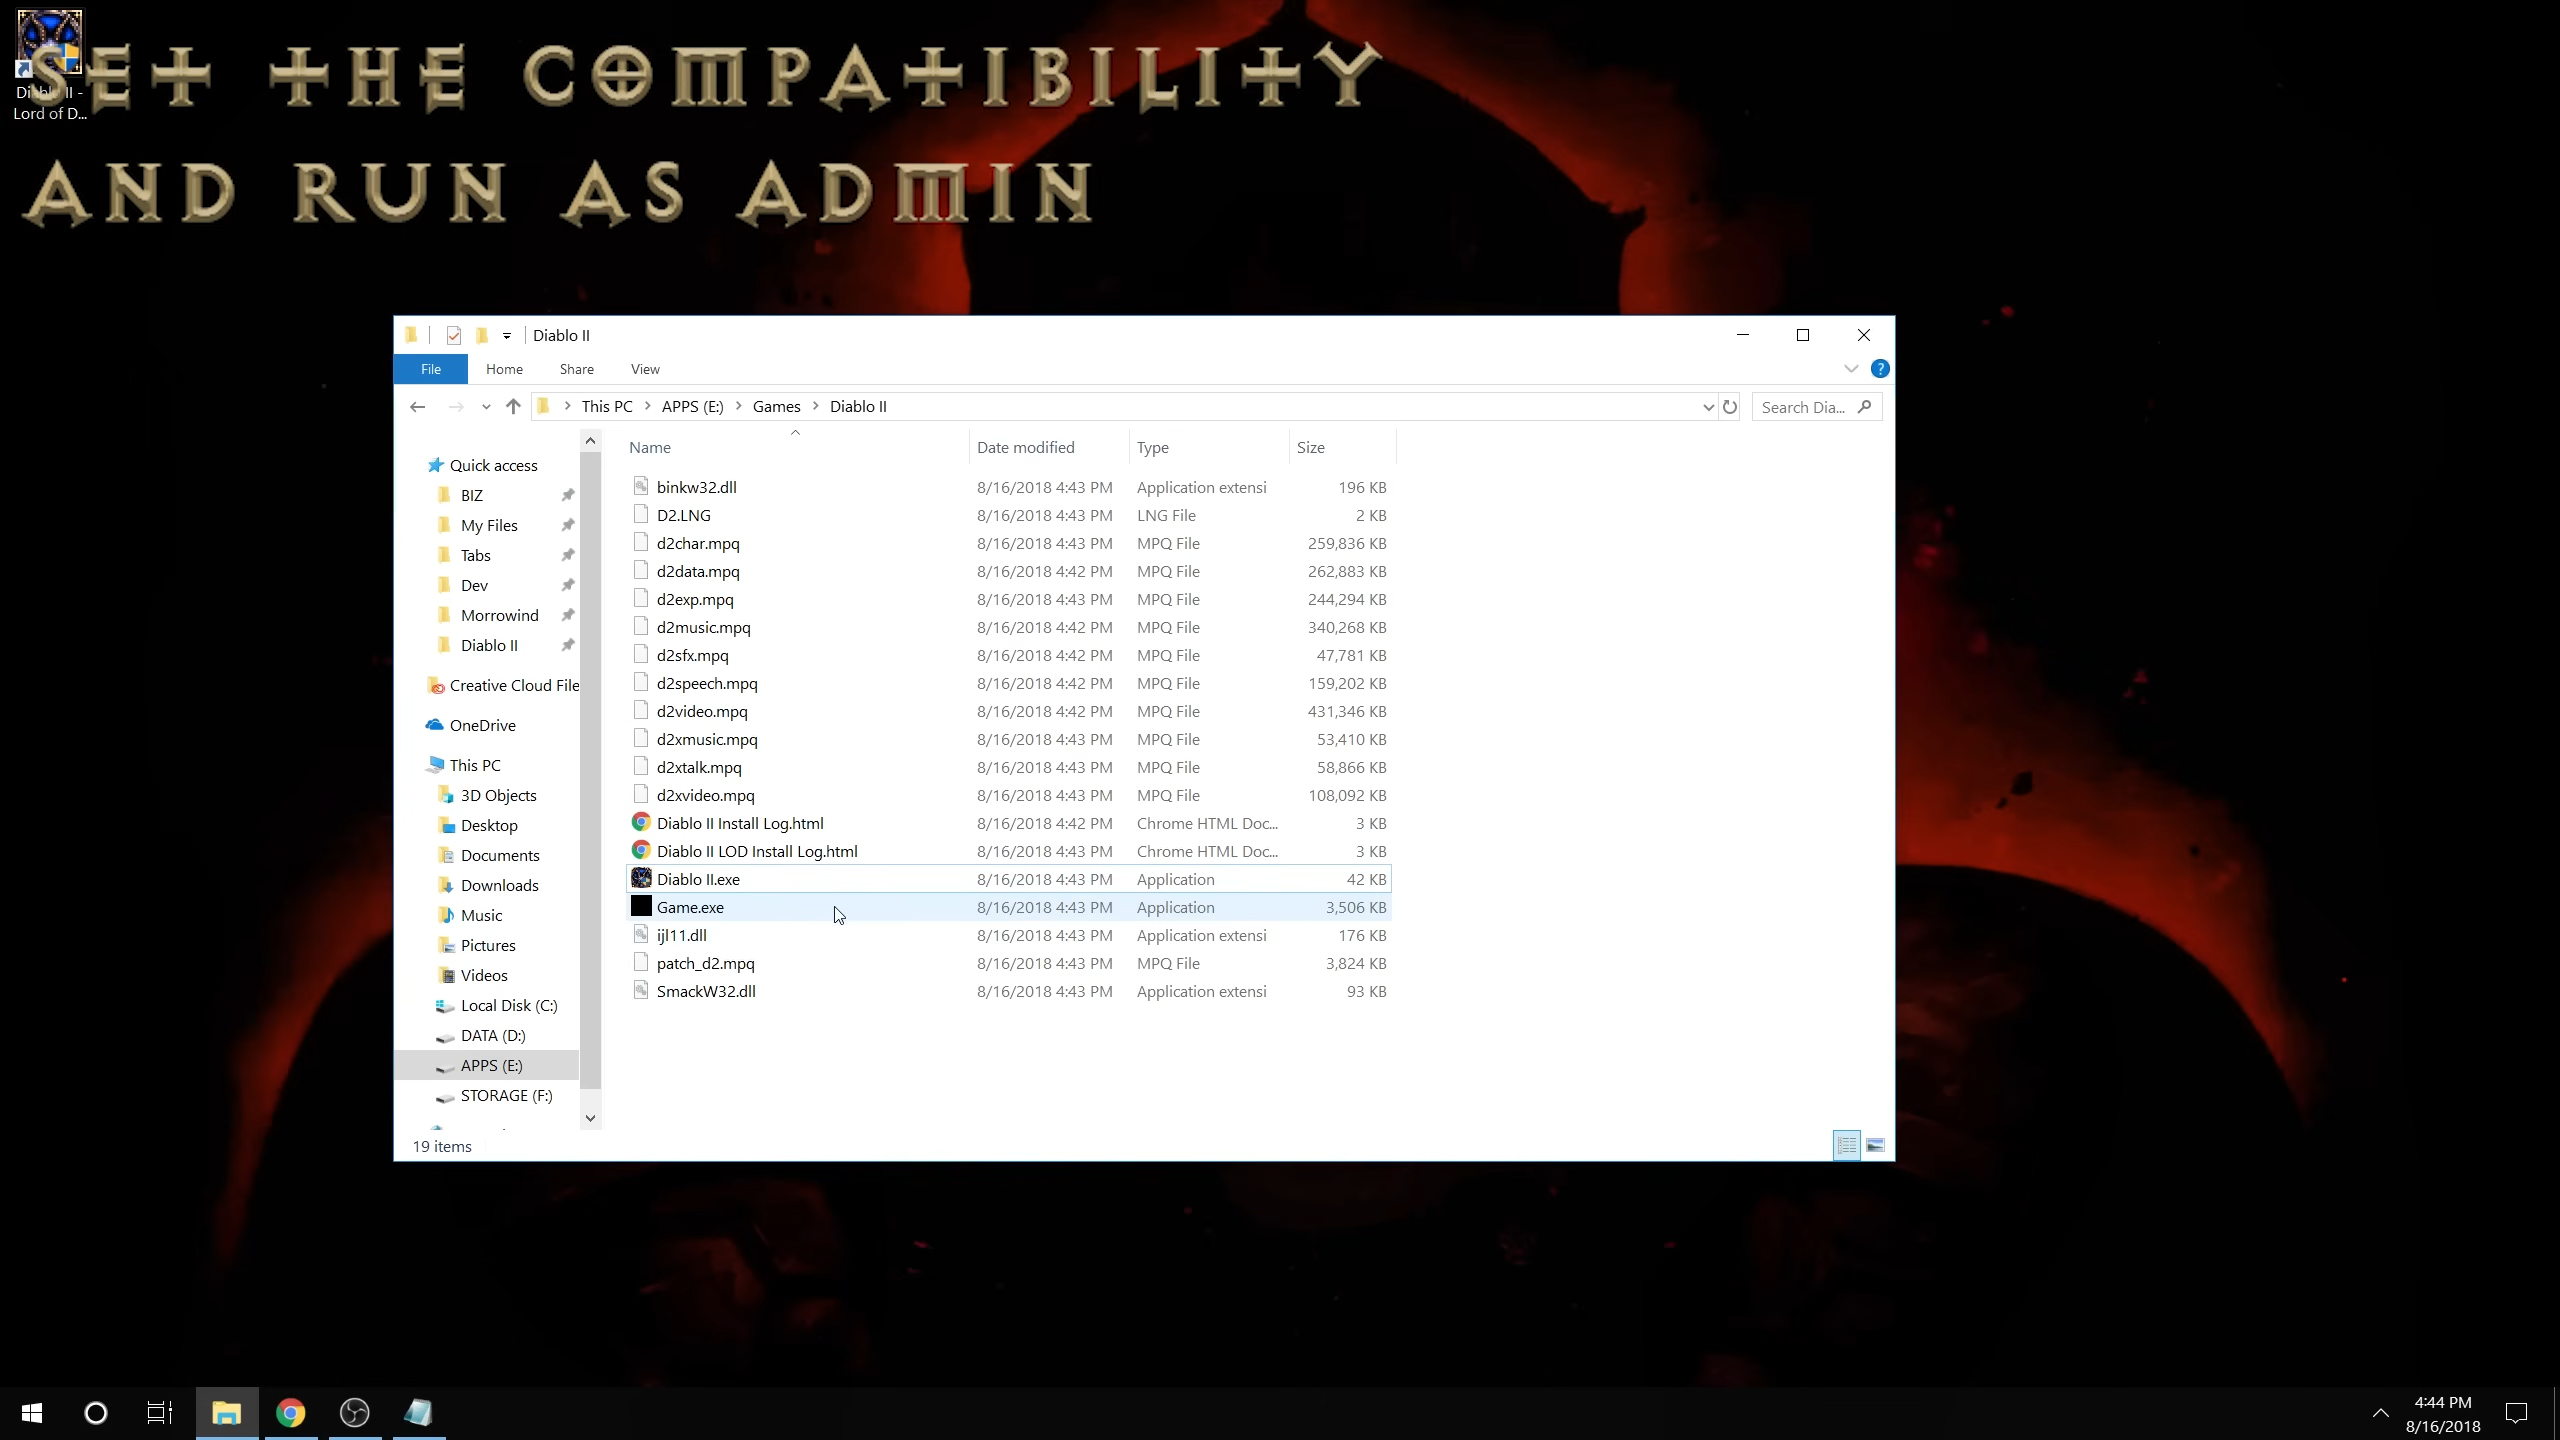 SET THE COMPATIBILITY
AND RUN AS ADMIN
Diablo II -
Lord of D...
Diablo II
File Home Share View
This PC APPS (E:) Games Diablo II
Search Dia...
Name Date modified Type Size
Quick access
BIZ
My Files
Tabs
Dev
Morrowind
Diablo II
Creative Cloud File
OneDrive
This PC
3D Objects
Desktop
Documents
Downloads
Music
Pictures
Videos
Local Disk (C:)
DATA (D:)
APPS (E:)
STORAGE (F:)
binkw32.dll 8/16/2018 4:43 PM Application extensi 196 KB
D2.LNG 8/16/2018 4:43 PM LNG File 2 KB
d2char.mpq 8/16/2018 4:43 PM MPQ File 259,836 KB
d2data.mpq 8/16/2018 4:42 PM MPQ File 262,883 KB
d2exp.mpq 8/16/2018 4:43 PM MPQ File 244,294 KB
d2music.mpq 8/16/2018 4:42 PM MPQ File 340,268 KB
d2sfx.mpq 8/16/2018 4:42 PM MPQ File 47,781 KB
d2speech.mpq 8/16/2018 4:42 PM MPQ File 159,202 KB
d2video.mpq 8/16/2018 4:42 PM MPQ File 431,346 KB
d2xmusic.mpq 8/16/2018 4:43 PM MPQ File 53,410 KB
d2xtalk.mpq 8/16/2018 4:43 PM MPQ File 58,866 KB
d2xvideo.mpq 8/16/2018 4:43 PM MPQ File 108,092 KB
Diablo II Install Log.html 8/16/2018 4:42 PM Chrome HTML Doc... 3 KB
Diablo II LOD Install Log.html 8/16/2018 4:43 PM Chrome HTML Doc... 3 KB
Diablo II.exe 8/16/2018 4:43 PM Application 42 KB
Game.exe 8/16/2018 4:43 PM Application 3,506 KB
ijl11.dll 8/16/2018 4:43 PM Application extensi 176 KB
patch_d2.mpq 8/16/2018 4:43 PM MPQ File 3,824 KB
SmackW32.dll 8/16/2018 4:43 PM Application extensi 93 KB
19 items
4:44 PM
8/16/2018